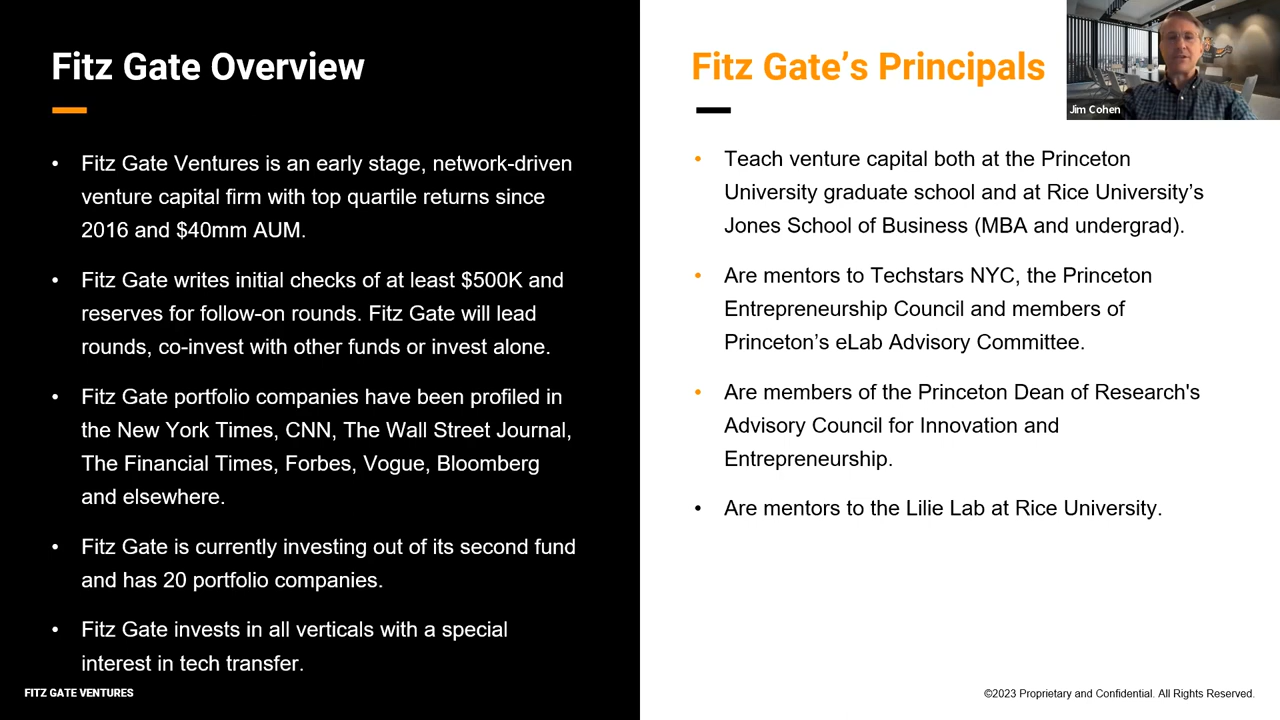 Fitz Gate Overview
• Fitz Gate Ventures is an early stage, network-driven
venture capital firm with top quartile returns since
2016 and $40mm AUM.
• Fitz Gate writes initial checks of at least $500K and
reserves for follow-on rounds. Fitz Gate will lead
rounds, co-invest with other funds or invest alone.
• Fitz Gate portfolio companies have been profiled in
the New York Times, CNN, The Wall Street Journal,
The Financial Times, Forbes, Vogue, Bloomberg
and elsewhere.
• Fitz Gate is currently investing out of its second fund
and has 20 portfolio companies.
• Fitz Gate invests in all verticals with a special
interest in tech transfer.
FITZ GATE VENTURES
Fitz Gate’s Principals
Jim Cohen
• Teach venture capital both at the Princeton
University graduate school and at Rice University’s
Jones School of Business (MBA and undergrad).
• Are mentors to Techstars NYC, the Princeton
Entrepreneurship Council and members of
Princeton’s eLab Advisory Committee.
• Are members of the Princeton Dean of Research's
Advisory Council for Innovation and
Entrepreneurship.
• Are mentors to the Lilie Lab at Rice University.
©2023 Proprietary and Confidential. All Rights Reserved.